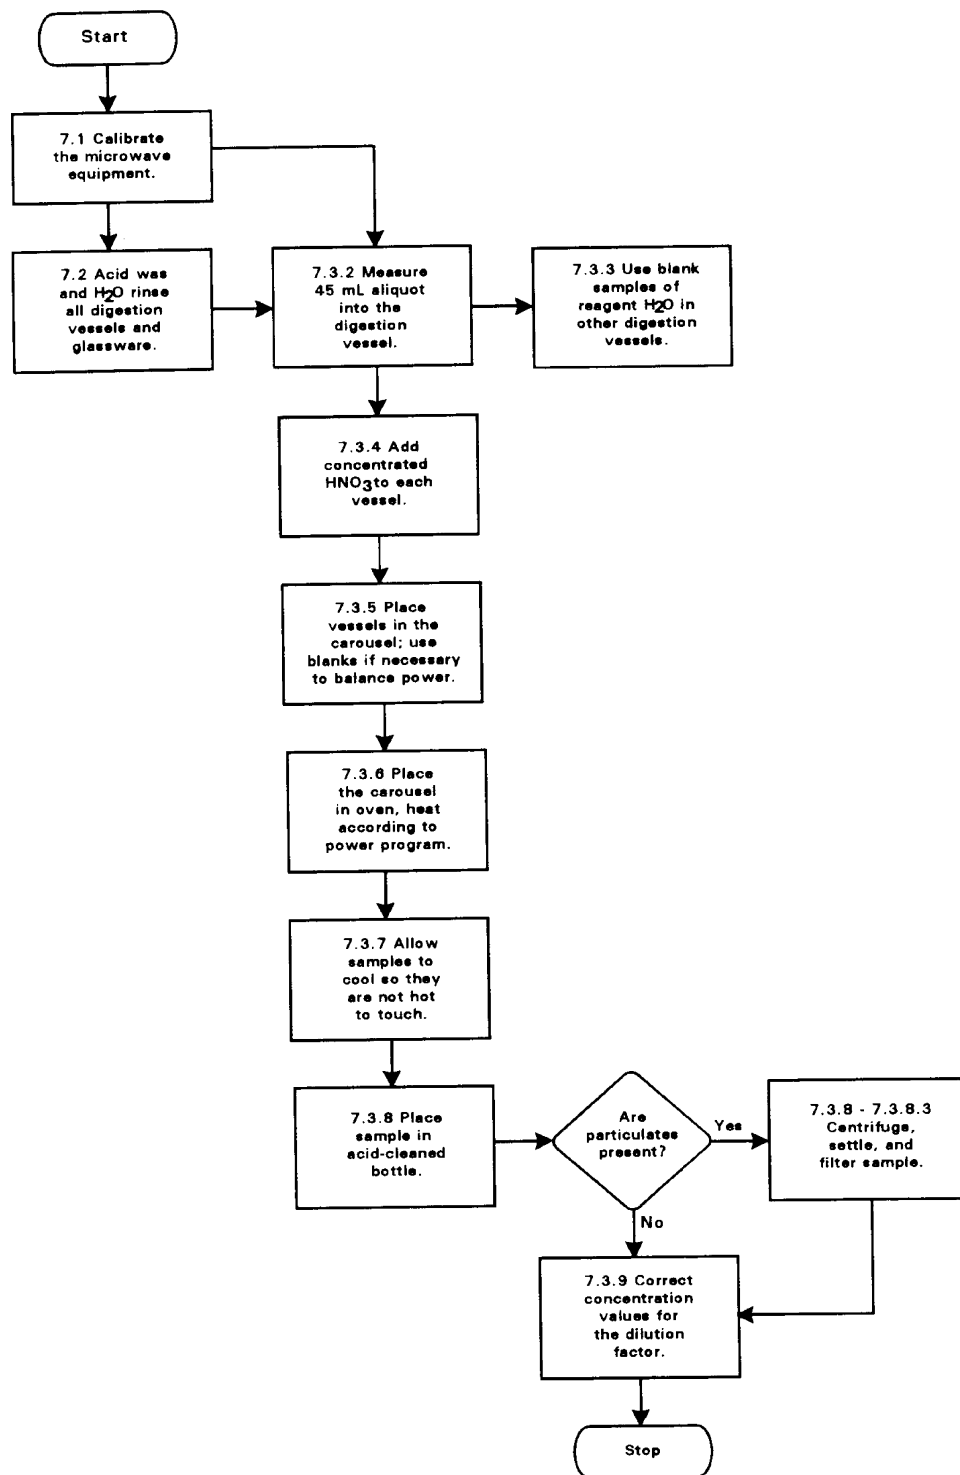 Start
7.1 Calibrate
the microwave
equipment.
7.2 Acid was
and H2O rinse
all digestion
vessels and
glassware.
7.3.2 Measure
45 mL aliquot
into the
digestion
vessel.
7.3.3 Use blank
samples of
reagent H2O in
other digestion
vessels.
7.3.4 Add
concentrated
HNO3 to each
vessel.
7.3.5 Place
vessels in the
carousel; use
blanks if necessary
to balance power.
7.3.6 Place
the carousel
in oven, heat
according to
power program.
7.3.7 Allow
samples to
cool so they
are not hot
to touch.
7.3.8 Place
sample in
acid-cleaned
bottle.
Are
particulates
present?
Yes
7.3.8 - 7.3.8.3
Centrifuge,
settle, and
filter sample.
No
7.3.9 Correct
concentration
values for
the dilution
factor.
Stop